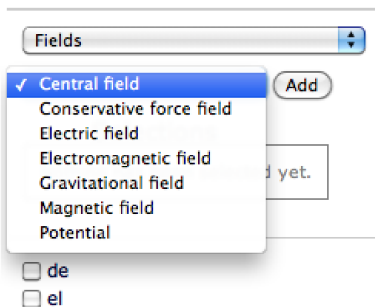 Fields
✓ Central field
Add
Conservative force field
Electric field
Electromagnetic field
Gravitational field
yet.
Magnetic field
Potential
de
el